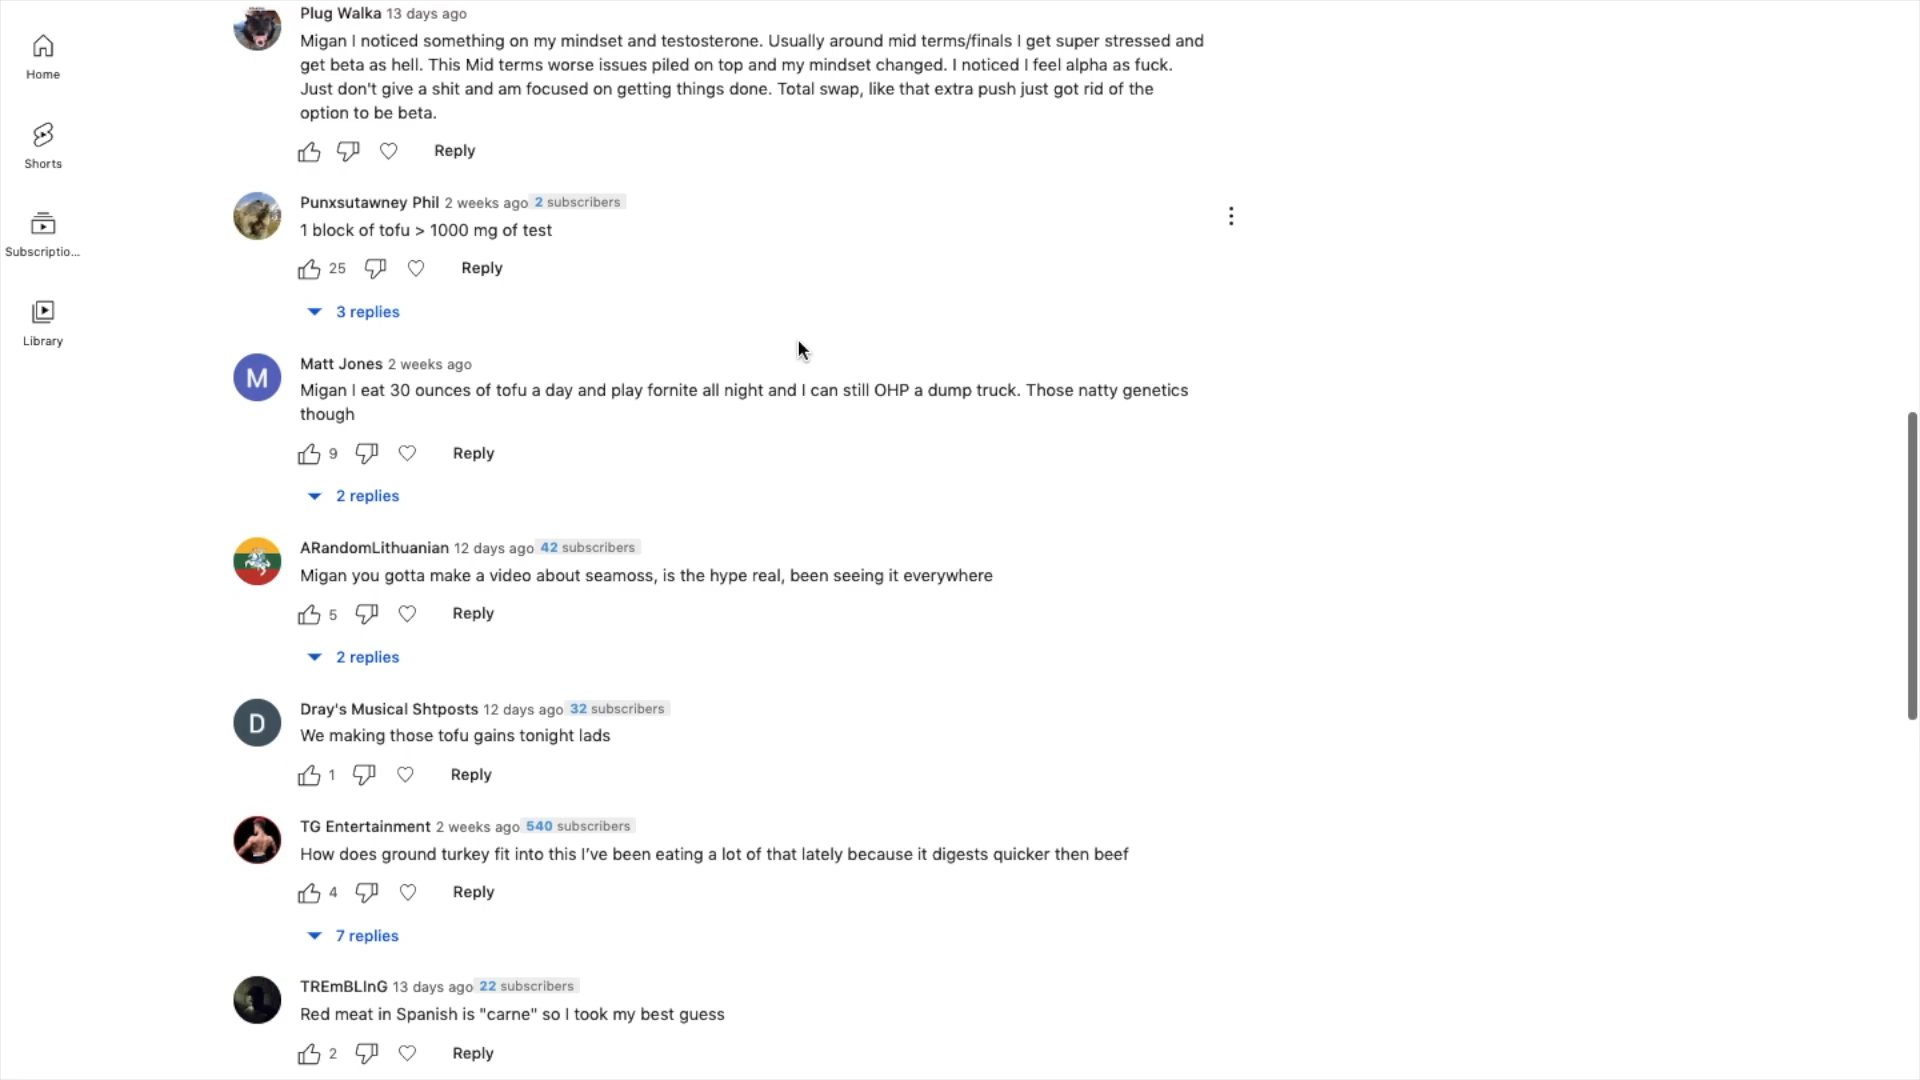 Home
Shorts
Subscriptio...
Library
Plug Walka 13 days ago
Migan I noticed something on my mindset and testosterone. Usually around mid terms/finals I get super stressed and
get beta as hell. This Mid terms worse issues piled on top and my mindset changed. I noticed I feel alpha as fuck.
Just don't give a shit and am focused on getting things done. Total swap, like that extra push just got rid of the
option to be beta.
Reply
Punxsutawney Phil 2 weeks ago 2 subscribers
1 block of tofu > 1000 mg of test
25 Reply
3 replies
M
Matt Jones 2 weeks ago
Migan I eat 30 ounces of tofu a day and play fornite all night and I can still OHP a dump truck. Those natty genetics
though
9 Reply
2 replies
ARandomLithuanian 12 days ago 42 subscribers
Migan you gotta make a video about seamoss, is the hype real, been seeing it everywhere
5 Reply
2 replies
D
Dray's Musical Shtposts 12 days ago 32 subscribers
We making those tofu gains tonight lads
1 Reply
TG Entertainment 2 weeks ago 540 subscribers
How does ground turkey fit into this I've been eating a lot of that lately because it digests quicker then beef
4 Reply
7 replies
TREmBLInG 13 days ago 22 subscribers
Red meat in Spanish is "carne" so I took my best guess
2 Reply